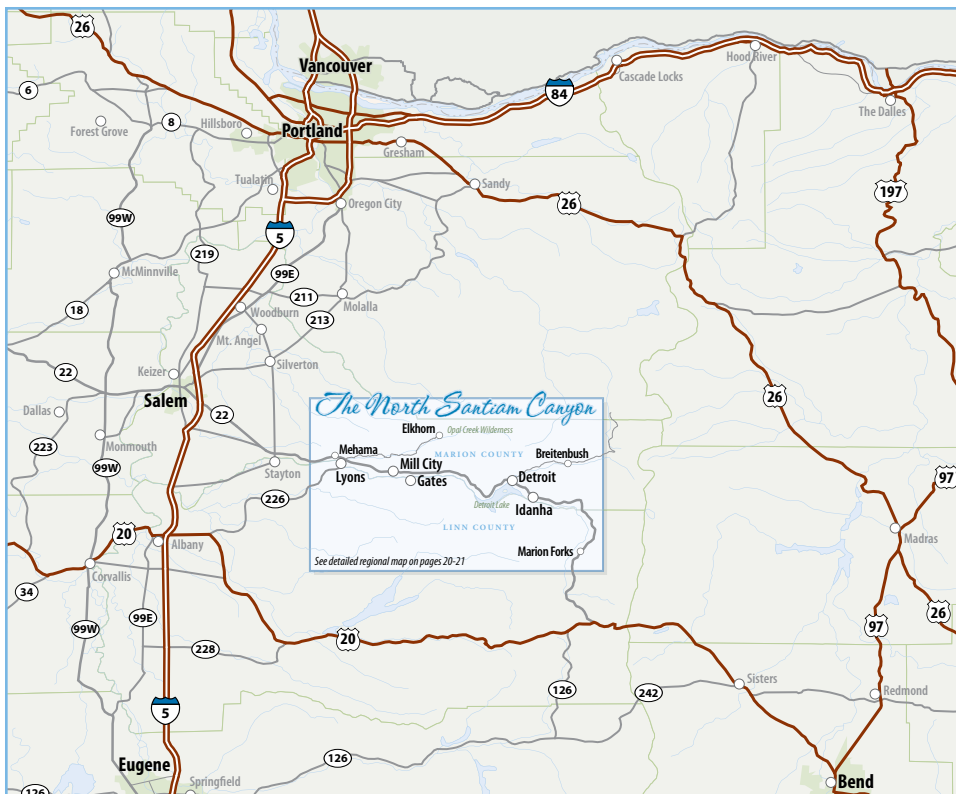 26
Vancouver
Hood River
Cascade Locks
84
6
The Dalles
8
Hillsboro
Forest Grove
Portland
Gresham
Tualatin
Sandy
197
Oregon City
26
99W
5
219
McMinnville
99E
211
Molalla
18
Woodburn
213
Mt. Angel
Silverton
22
Keizer
26
Salem
The North Santiam Canyon
Dallas
22
Elkhorn
Opal Creek Wilderness
223
Monmouth
Mehama
MARION COUNTY
Breitenbush
99W
Stayton
Lyons
Mill City
Gates
Detroit
97
226
Detroit Lake
Idanha
20
LINN COUNTY
Madras
Albany
Marion Forks
Corvallis
See detailed regional map on pages 20-21
34
99E
26
99W
20
97
228
Sisters
126
242
Redmond
5
Eugene
126
Springfield
Bend
126